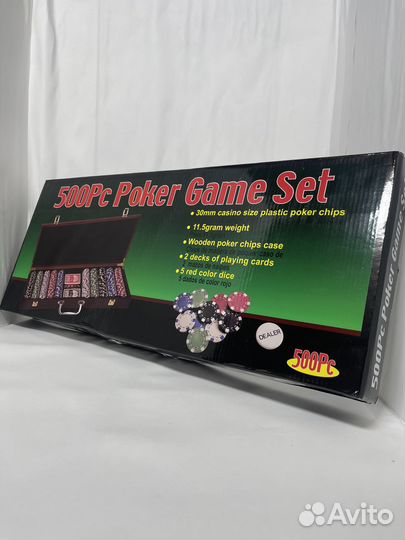 500Pc Poker Game Set
30mm casino size plastic poker chips
11.5gram weight
Wooden poker chips case
2 decks of playing cards
5 red color dice
5 dados de color rojo
DEALER
500Pc
500Pc Poker Game Set
Avito